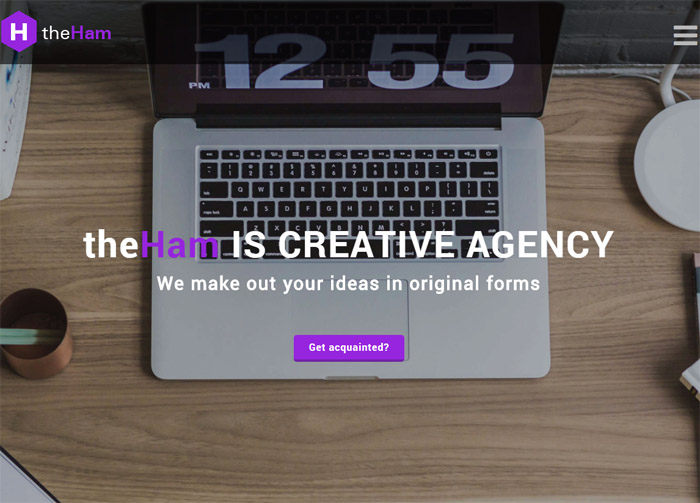 H theHam
PM 12 55
theHam IS CREATIVE AGENCY
We make out your ideas in original forms
Get acquainted?